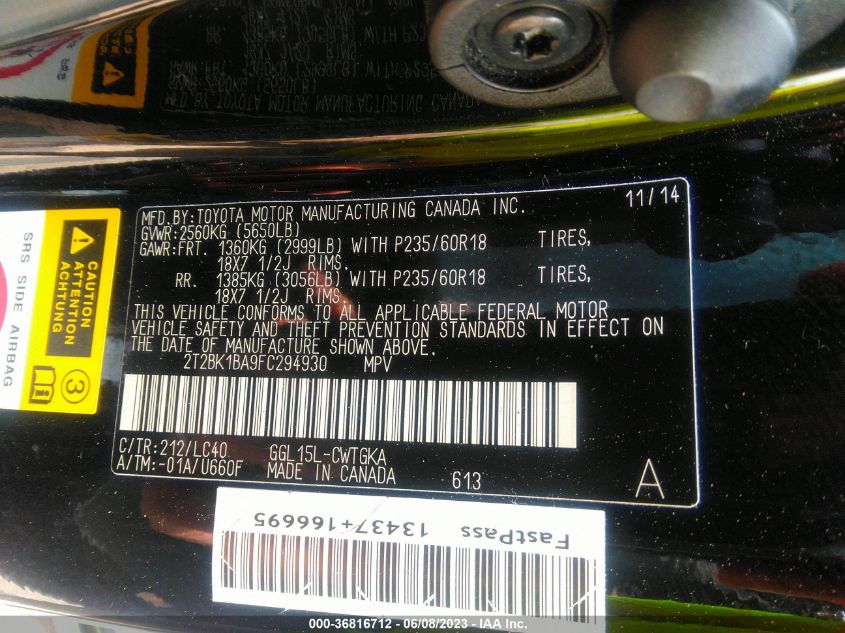 MFD.BY:TOYOTA MOTOR MANUFACTURING CANADA INC. 11/14
GVWR:2560KG (5650LB)
GAWR:FRT. 1360KG (2999LB) WITH P235/60R18 TIRES,
18X7 1/2J RIMS.
RR. 1385KG (3056LB) WITH P235/60R18 TIRES,
18X7 1/2J RIMS
THIS VEHICLE CONFORMS TO ALL APPLICABLE FEDERAL MOTOR
VEHICLE SAFETY AND THEFT PREVENTION STANDARDS IN EFFECT ON
THE DATE OF MANUFACTURE SHOWN ABOVE.
2T2BK1BA9FC294930 MPV
C/TR:212/LC40 GGL15L-CWTGKA
A/TM:-01A/U660F MADE IN CANADA 613 A
CAUTION
ATTENTION
ACHTUNG
3
SRS SIDE AIRBAG
FastPass
13437+166695
000-36816712 - 06/08/2023 - IAA Inc.